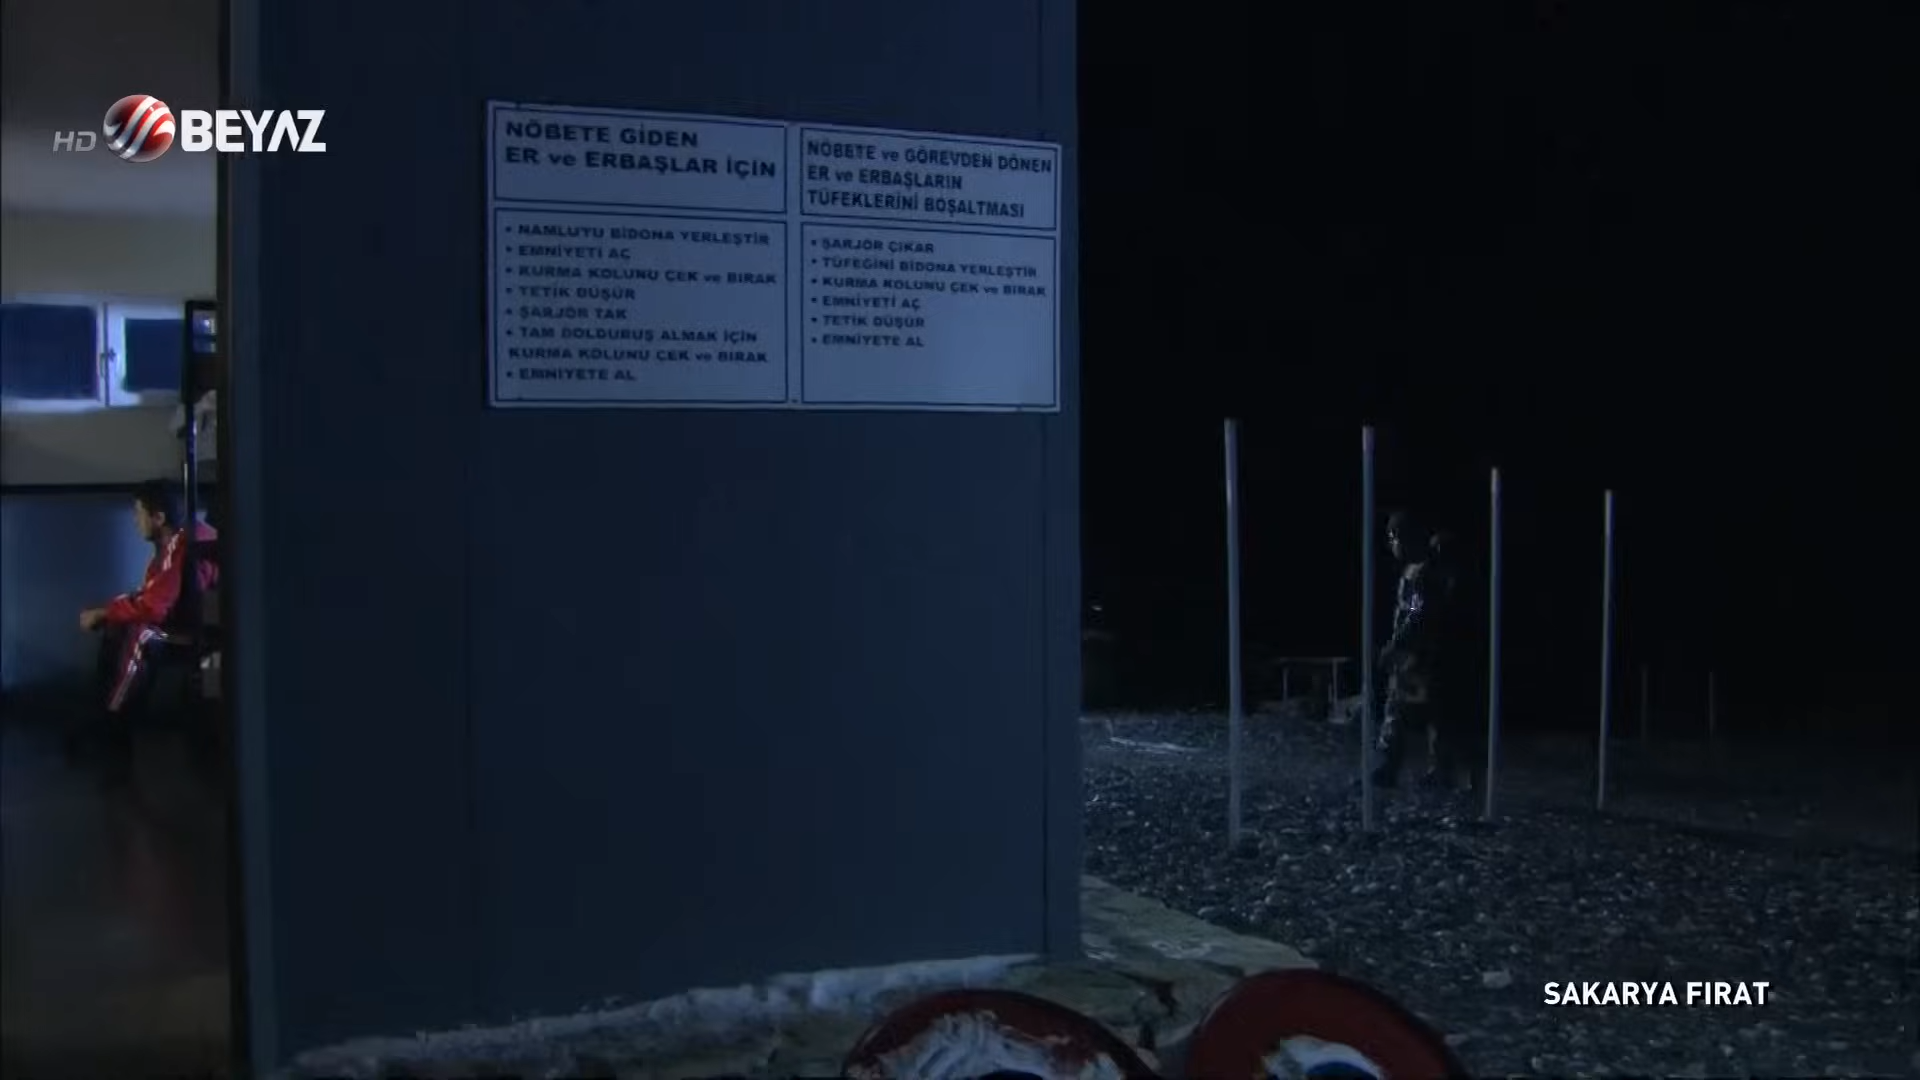 HD BEYAZ
NÖBETE GİDEN
ER ve ERBAŞLAR İÇİN
• NAMLUYU BİDONA YERLEŞTİR
• EMNİYETİ AÇ
• KURMA KOLUNU ÇEK ve BIRAK
• TETİK DÜŞÜR
• ŞARJÖR TAK
• TAM DOLDURUŞ ALMAK İÇİN
KURMA KOLUNU ÇEK ve BIRAK
• EMNİYETE AL
NÖBETE ve GÖREVDEN DÖNEN
ER ve ERBAŞLARIN
TÜFEKLERİNİ BOŞALTMASI
• ŞARJÖR ÇIKAR
• TÜFEĞİNİ BİDONA YERLEŞTİR
• KURMA KOLUNU ÇEK ve BIRAK
• EMNİYETİ AÇ
• TETİK DÜŞÜR
• EMNİYETE AL
SAKARYA FIRAT